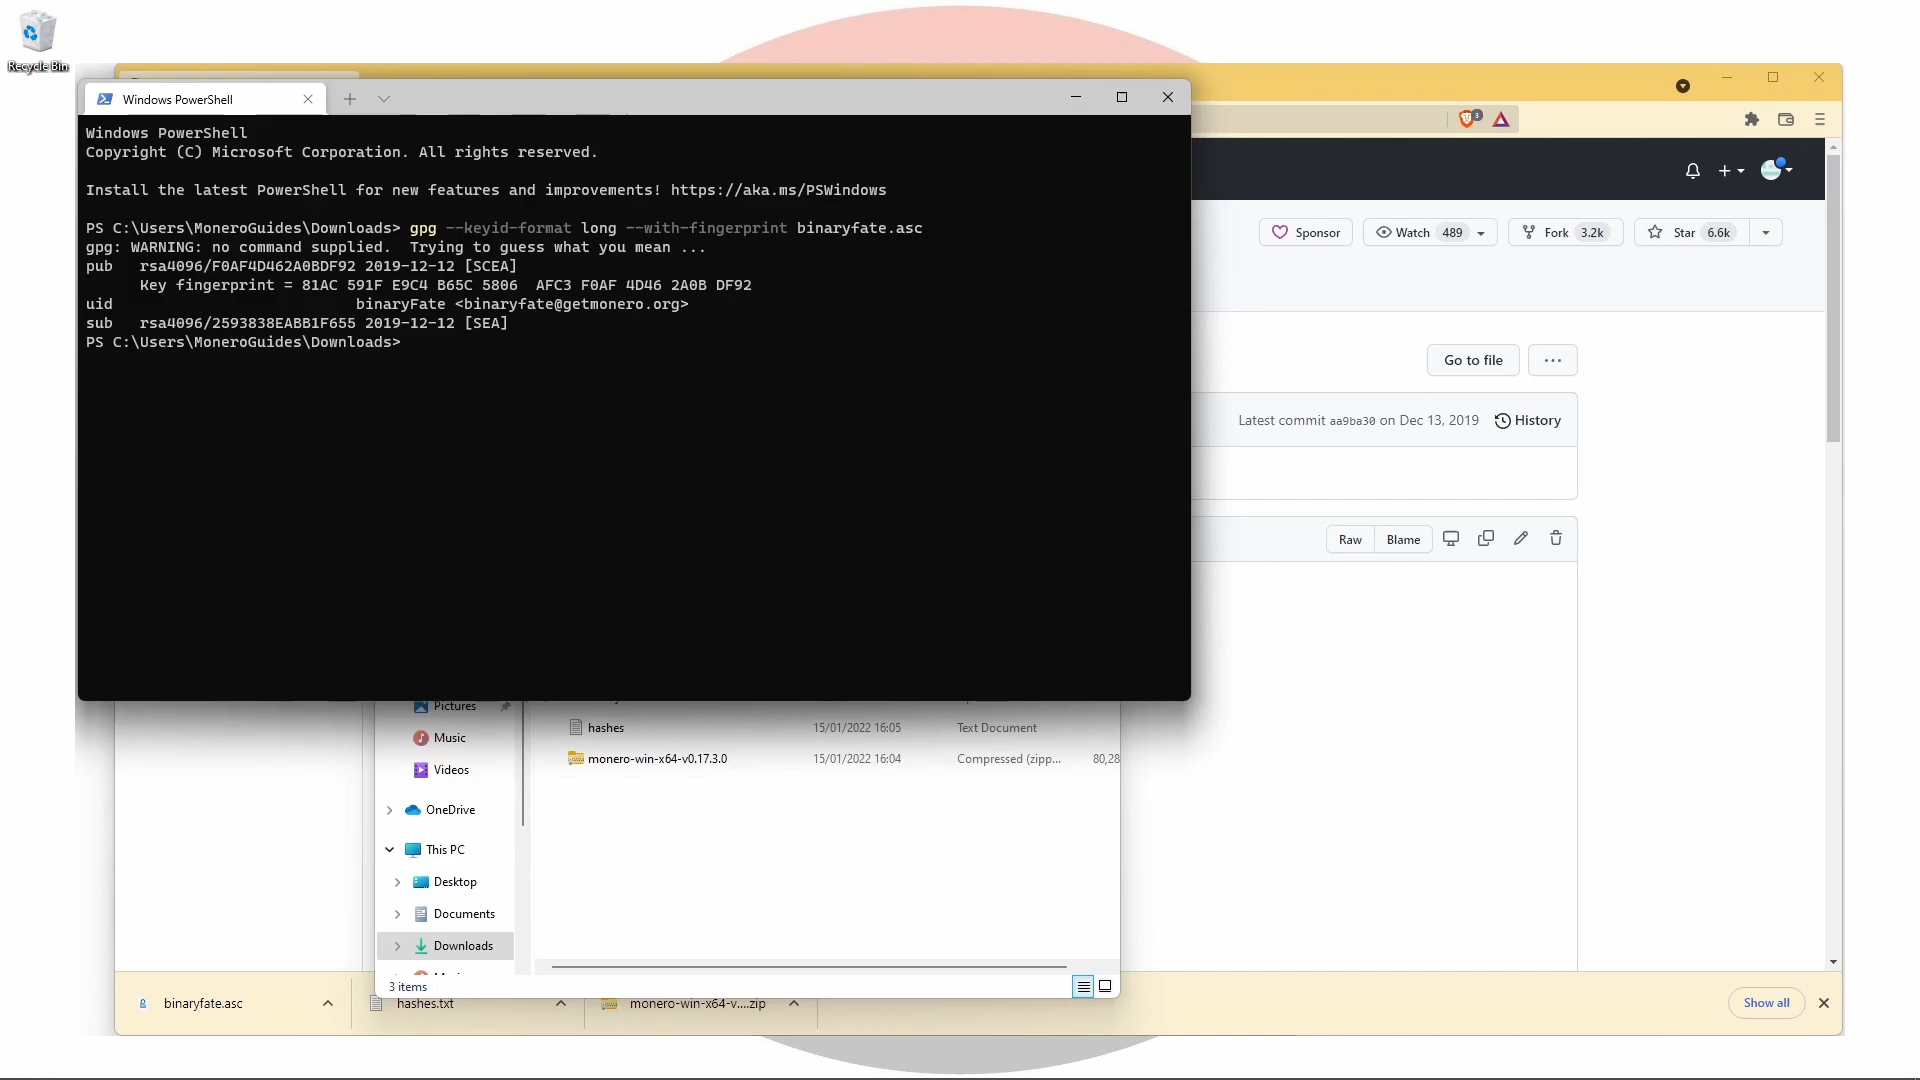 Recycle Bin
Windows PowerShell
Windows PowerShell
Copyright (C) Microsoft Corporation. All rights reserved.
Install the latest PowerShell for new features and improvements! https://aka.ms/PSWindows
PS C:\Users\MoneroGuides\Downloads> gpg --keyid-format long --with-fingerprint binaryfate.asc
gpg: WARNING: no command supplied.  Trying to guess what you mean ...
pub   rsa4096/F0AF4D462A0BDF92 2019-12-12 [SCEA]
      Key fingerprint = 81AC 591F E9C4 B65C 5806  AFC3 F0AF 4D46 2A0B DF92
uid                           binaryFate <binaryfate@getmonero.org>
sub   rsa4096/2593838EABB1F655 2019-12-12 [SEA]
PS C:\Users\MoneroGuides\Downloads>
3
Sponsor
Watch 489
Fork 3.2k
Star 6.6k
Go to file
Latest commit aa9ba30 on Dec 13, 2019
History
Raw
Blame
Pictures
Music
Videos
OneDrive
This PC
Desktop
Documents
Downloads
hashes 15/01/2022 16:05 Text Document
monero-win-x64-v0.17.3.0 15/01/2022 16:04 Compressed (zipp... 80,28
3 items
binaryfate.asc
hashes.txt
monero-win-x64-v....zip
Show all